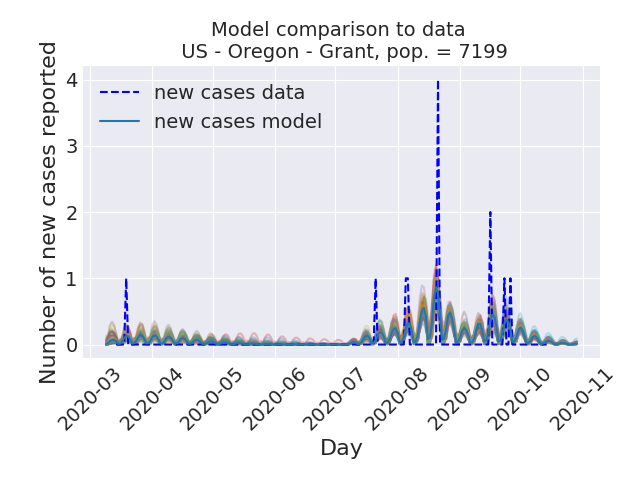 Model comparison to data
US - Oregon - Grant, pop. = 7199
Number of new cases reported
4
3
2
1
0
new cases data
new cases model
2020-03
2020-04
2020-05
2020-06
2020-07
2020-08
2020-09
2020-10
2020-11
Day